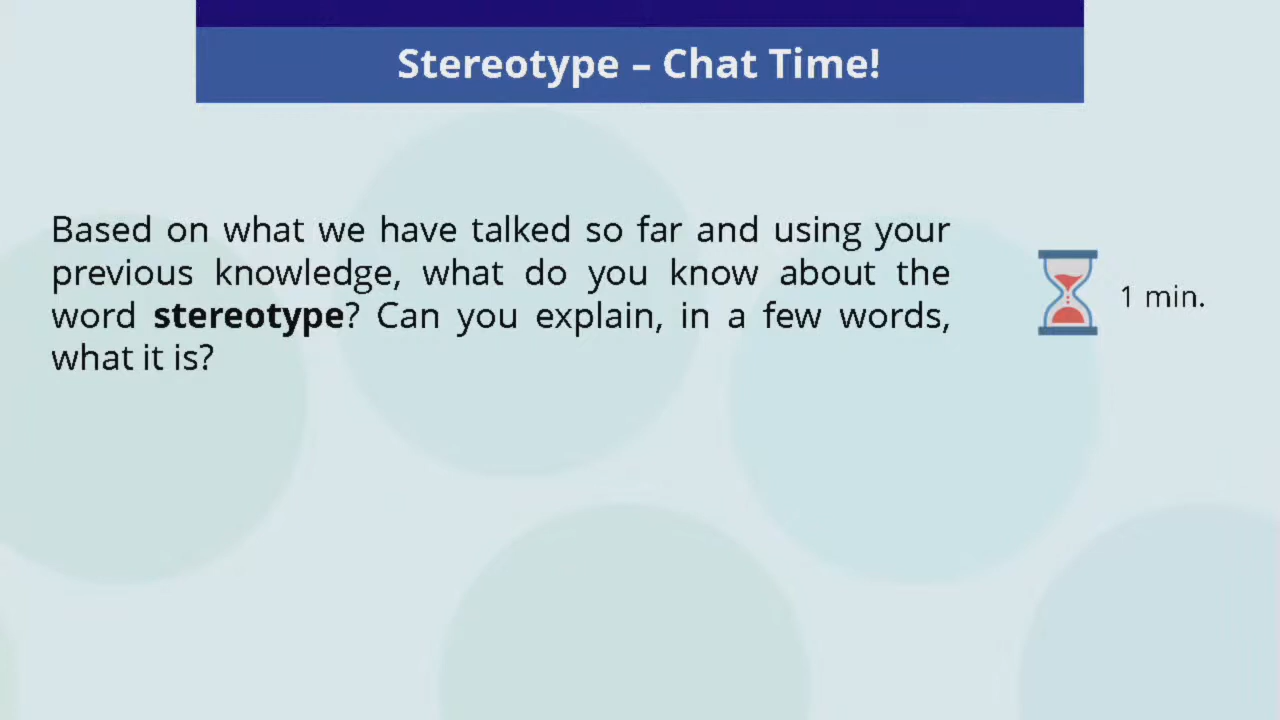 Stereotype – Chat Time!
Based on what we have talked so far and using your
previous knowledge, what do you know about the
word stereotype? Can you explain, in a few words,
what it is?
1 min.